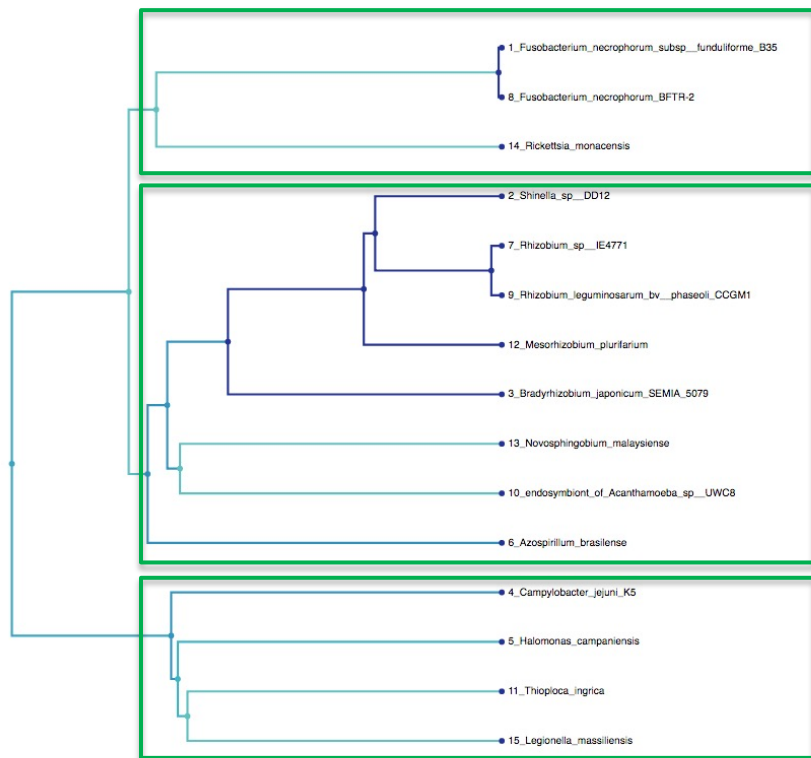 1_Fusobacterium_necrophorum_subsp__funduliforme_B35
8_Fusobacterium_necrophorum_BFTR-2
14_Rickettsia_monacensis
2_Shinella_sp__DD12
7_Rhizobium_sp__IE4771
9_Rhizobium_leguminosarum_bv__phaseoli_CCGM1
12_Mesorhizobium_plurifarium
3_Bradyrhizobium_japonicum_SEMIA_5079
13_Novosphingobium_malaysiense
10_endosymbiont_of_Acanthamoeba_sp__UWC8
6_Azospirillum_brasilense
4_Campylobacter_jejuni_K5
5_Halomonas_campaniensis
11_Thioploca_ingrica
15_Legionella_massiliensis